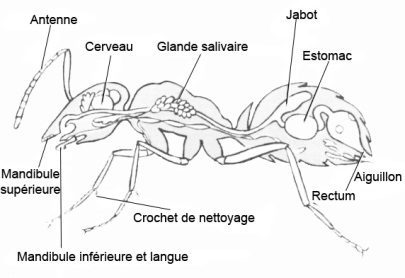 Antenne
Jabot
Cerveau
Glande salivaire
Estomac
Mandibule
supérieure
Aiguillon
Rectum
Crochet de nettoyage
Mandibule inférieure et langue